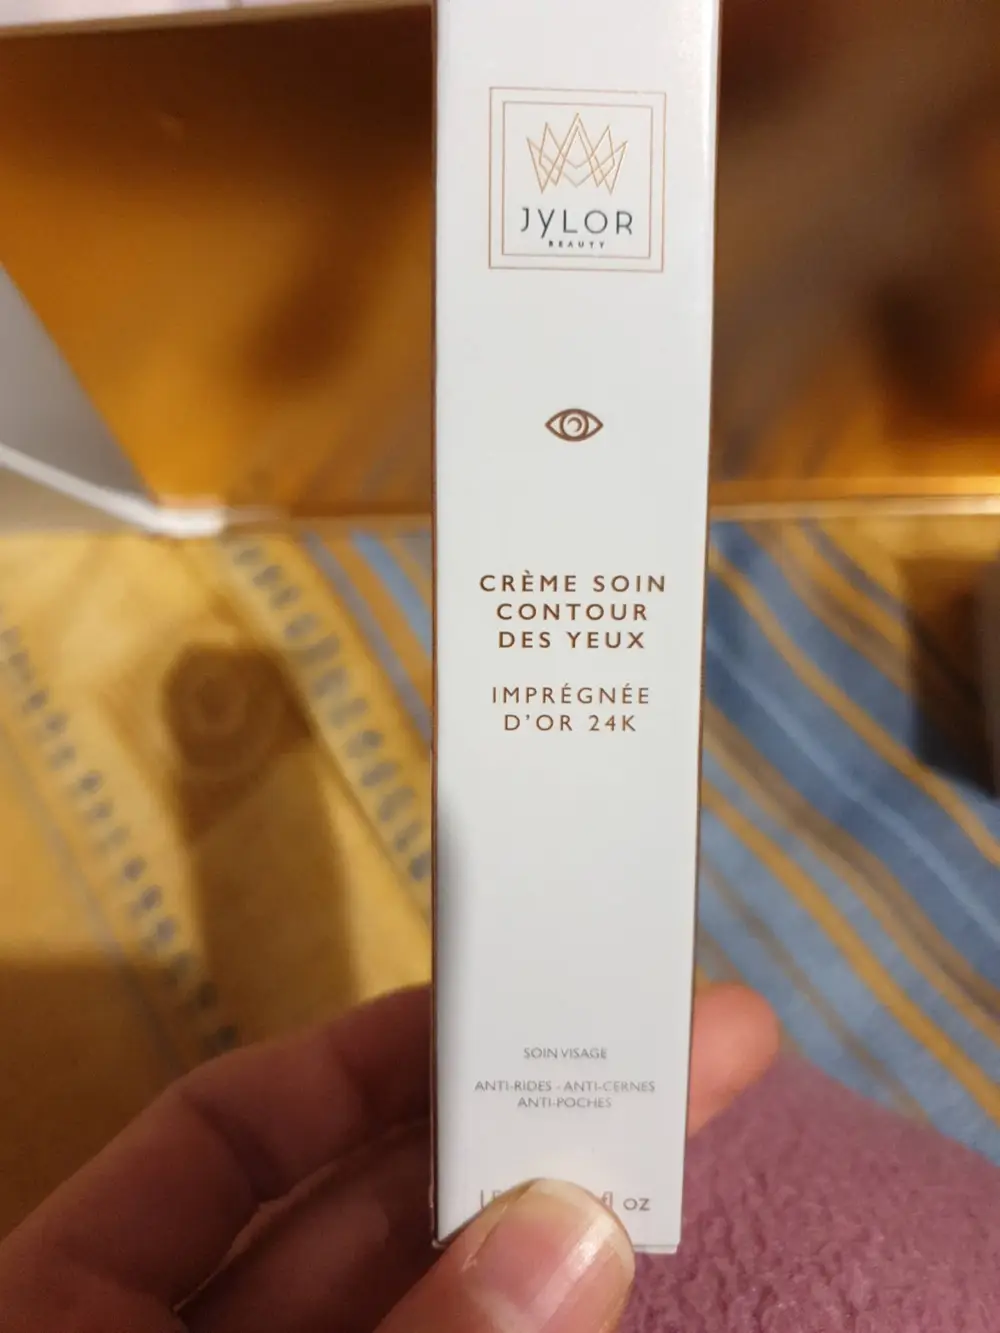 JYLOR
BEAUTY
CRÈME SOIN
CONTOUR
DES YEUX
IMPRÉGNÉE
D'OR 24K
SOIN VISAGE
ANTI-RIDES - ANTI-CERNES
ANTI-POCHES
fl oz